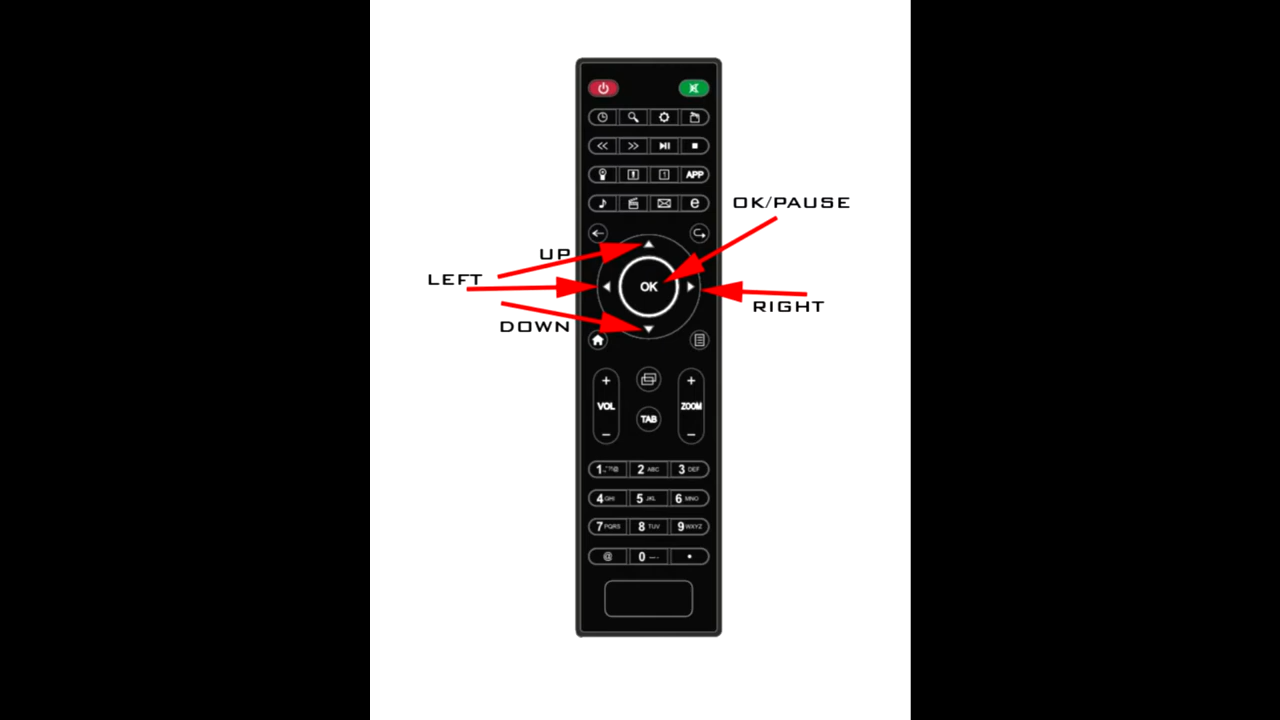 APP
e
OK/PAUSE
UP
LEFT
OK
RIGHT
DOWN
+
+
VOL
ZOOM
TAB
-
-
1 2 ABC 3 DEF
4 GHI 5 JKL 6 MNO
7 PQRS 8 TUV 9 WXYZ
@ 0